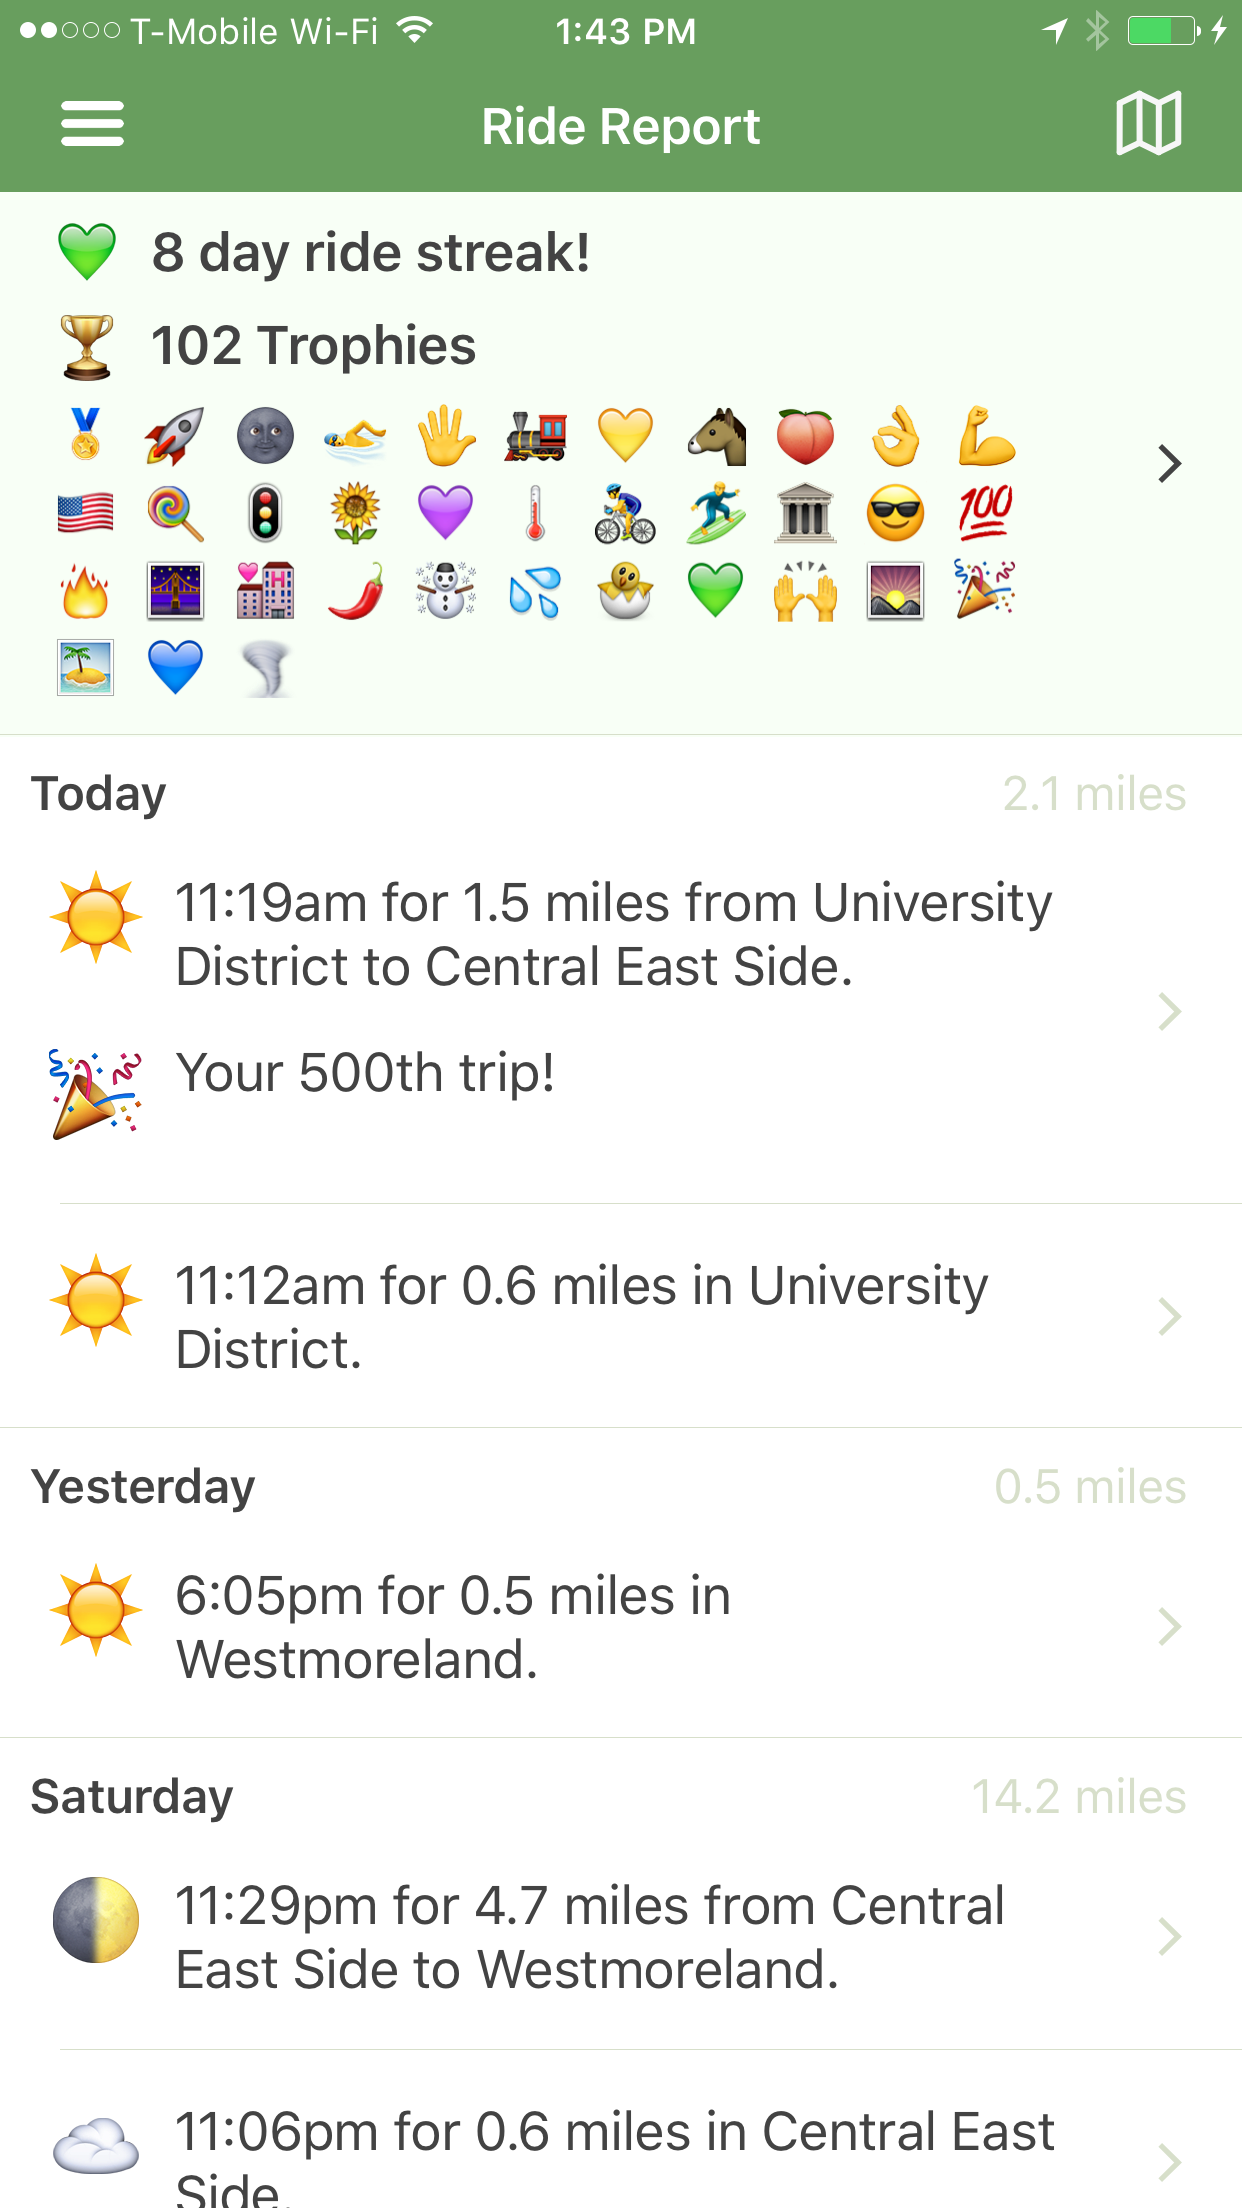 T-Mobile Wi-Fi 1:43 PM
Ride Report
8 day ride streak!
102 Trophies
Today 2.1 miles
11:19am for 1.5 miles from University
District to Central East Side.
Your 500th trip!
11:12am for 0.6 miles in University
District.
Yesterday 0.5 miles
6:05pm for 0.5 miles in
Westmoreland.
Saturday 14.2 miles
11:29pm for 4.7 miles from Central
East Side to Westmoreland.
11:06pm for 0.6 miles in Central East
Side.